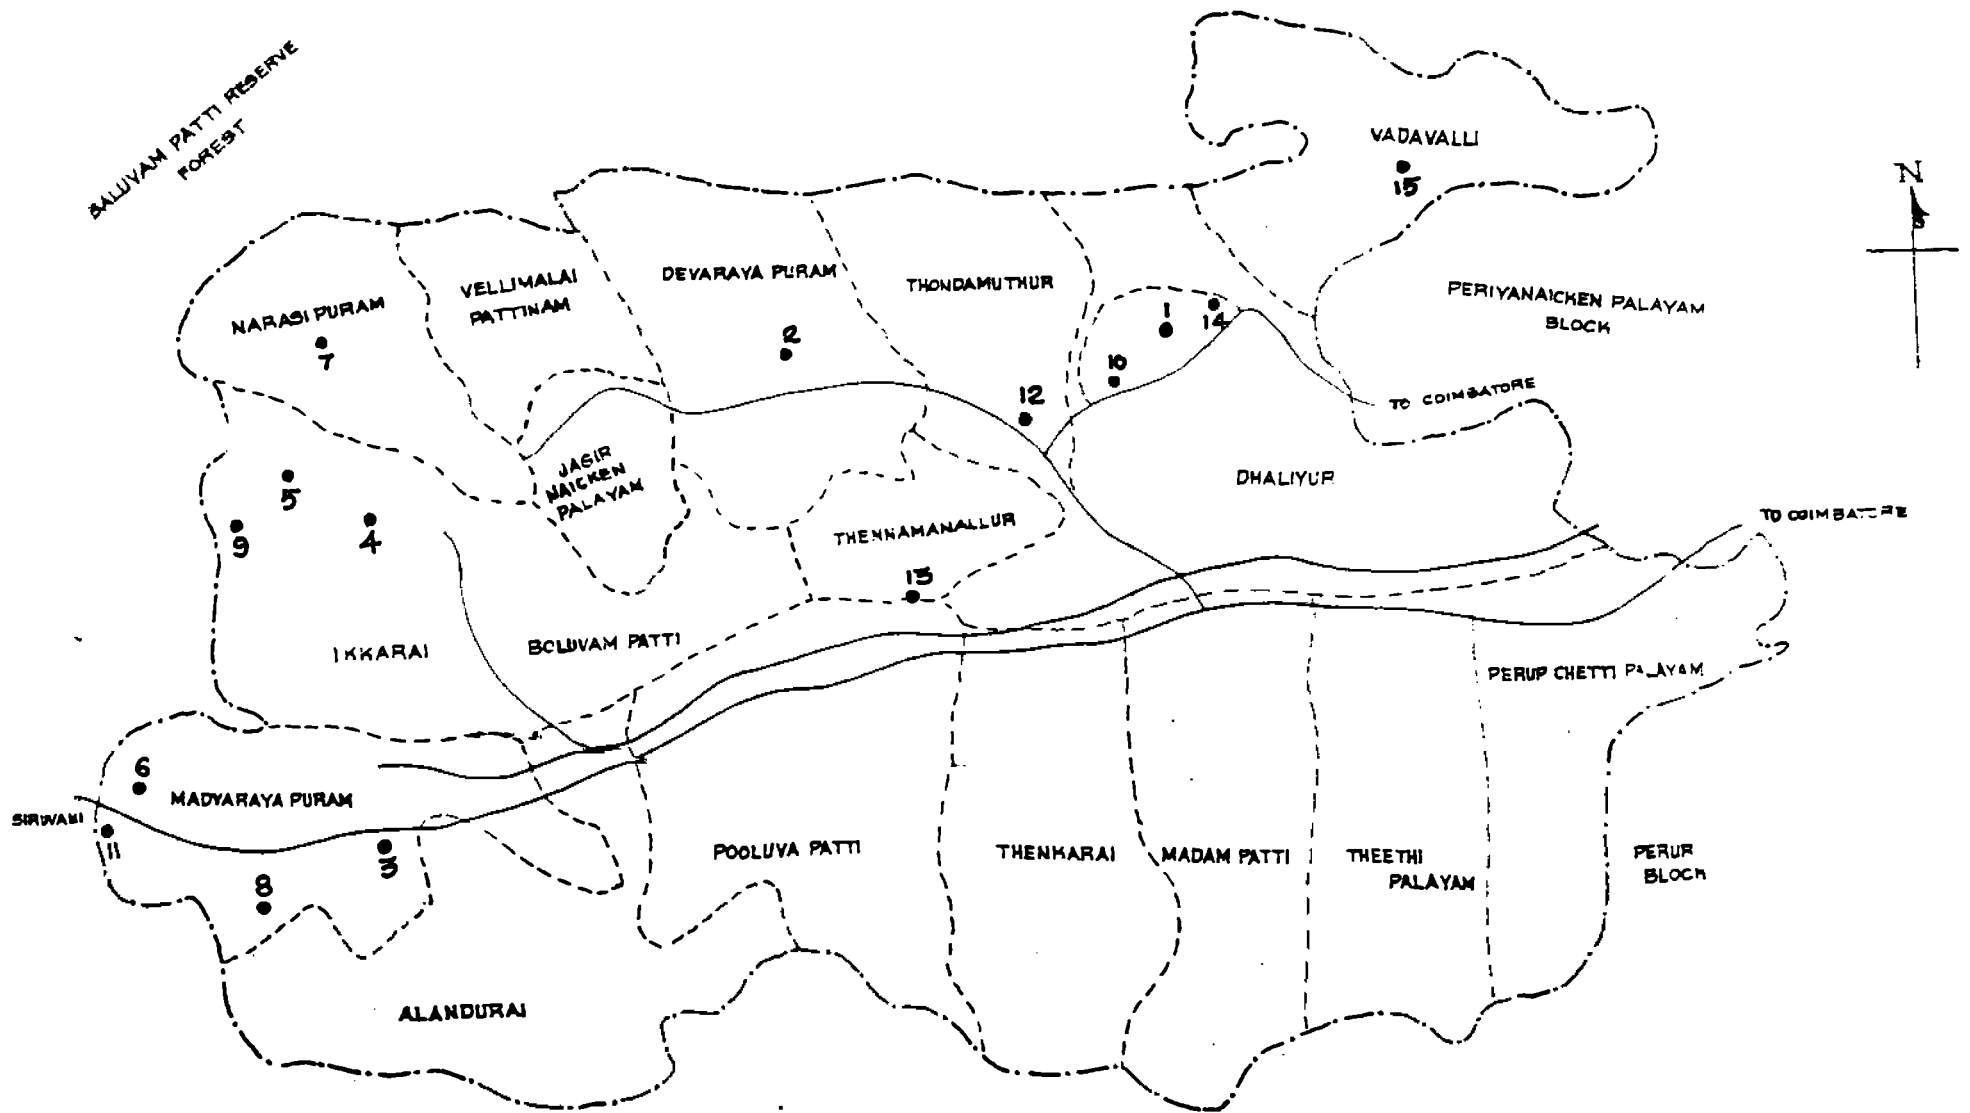 BALUVAM PATTI RESERVE
FOREST
VADAVALLI
15
N
NARASIPURAM
7
VELLIMALAI
PATTINAM
DEVARAYA PURAM
2
THONDAMUTHUR
12
1
14
10
PERIYANAICKEN PALAYAM
BLOCK
TO COIMBATORE
5
9
4
JAGIR
NAICKEN
PALAYAM
THENNAMANALLUR
13
DHALIYUR
TO COIMBATORE
IKKARAI
BOLUVAM PATTI
PERUP CHETTI PALAYAM
6
MADVARAYA PURAM
SIRUVANI
11
8
3
POOLUVA PATTI
THENKARAI
MADAM PATTI
THEETHI
PALAYAM
PERUR
BLOCK
ALANDURAI